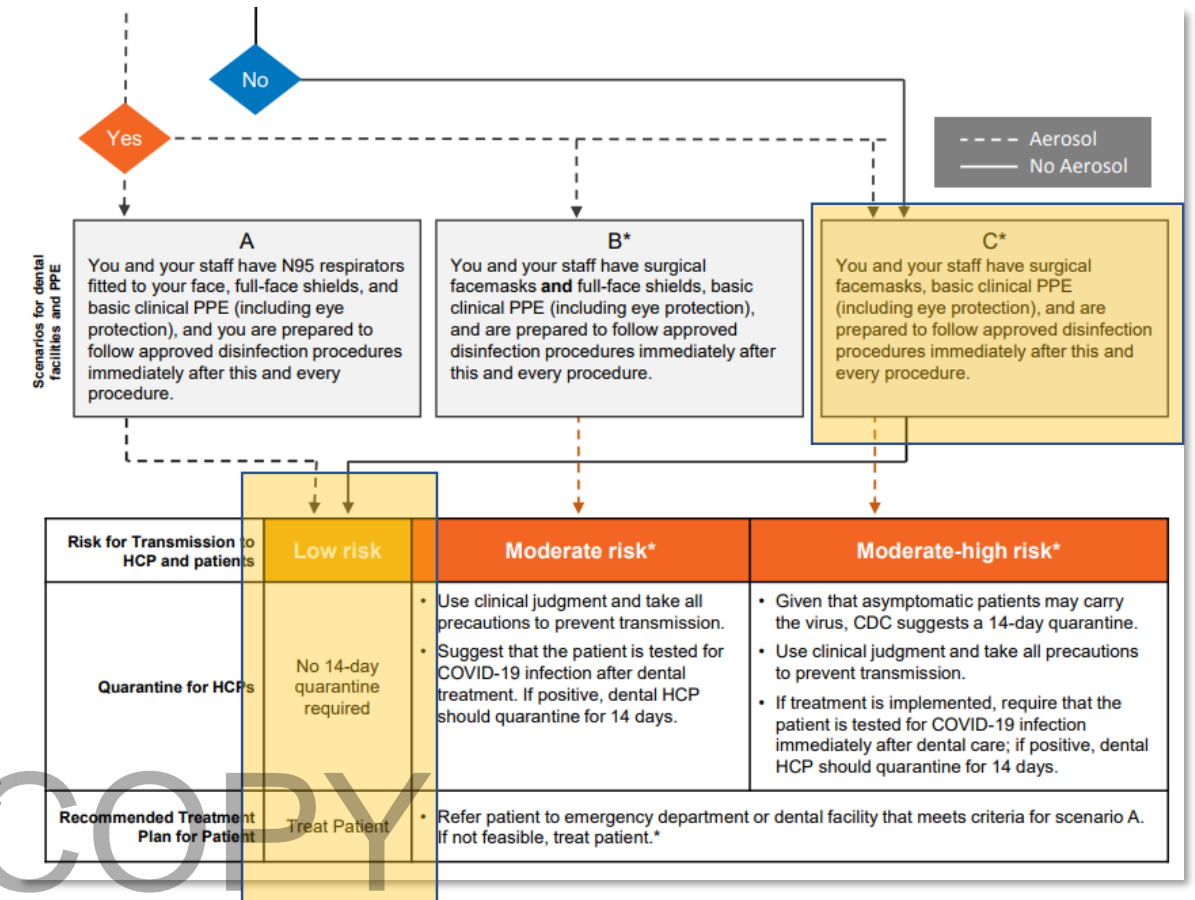 No
Yes
Aerosol
No Aerosol
Scenarios for dental
facilities and PPE
A
You and your staff have N95 respirators
fitted to your face, full-face shields, and
basic clinical PPE (including eye
protection), and you are prepared to
follow approved disinfection procedures
immediately after this and every
procedure.
B*
You and your staff have surgical
facemasks and full-face shields, basic
clinical PPE (including eye protection),
and are prepared to follow approved
disinfection procedures immediately after
this and every procedure.
C*
You and your staff have surgical
facemasks, basic clinical PPE
(including eye protection), and are
prepared to follow approved disinfection
procedures immediately after this and
every procedure.
Risk for Transmission to
HCP and patients
Low risk
Moderate risk*
Moderate-high risk*
Quarantine for HCPs
No 14-day
quarantine
required
• Use clinical judgment and take all
precautions to prevent transmission.
• Suggest that the patient is tested for
COVID-19 infection after dental
treatment. If positive, dental HCP
should quarantine for 14 days.
• Given that asymptomatic patients may carry
the virus, CDC suggests a 14-day quarantine.
• Use clinical judgment and take all precautions
to prevent transmission.
• If treatment is implemented, require that the
patient is tested for COVID-19 infection
immediately after dental care; if positive, dental
HCP should quarantine for 14 days.
Recommended Treatment
Plan for Patient
Treat Patient
• Refer patient to emergency department or dental facility that meets criteria for scenario A.
If not feasible, treat patient.*
COPY